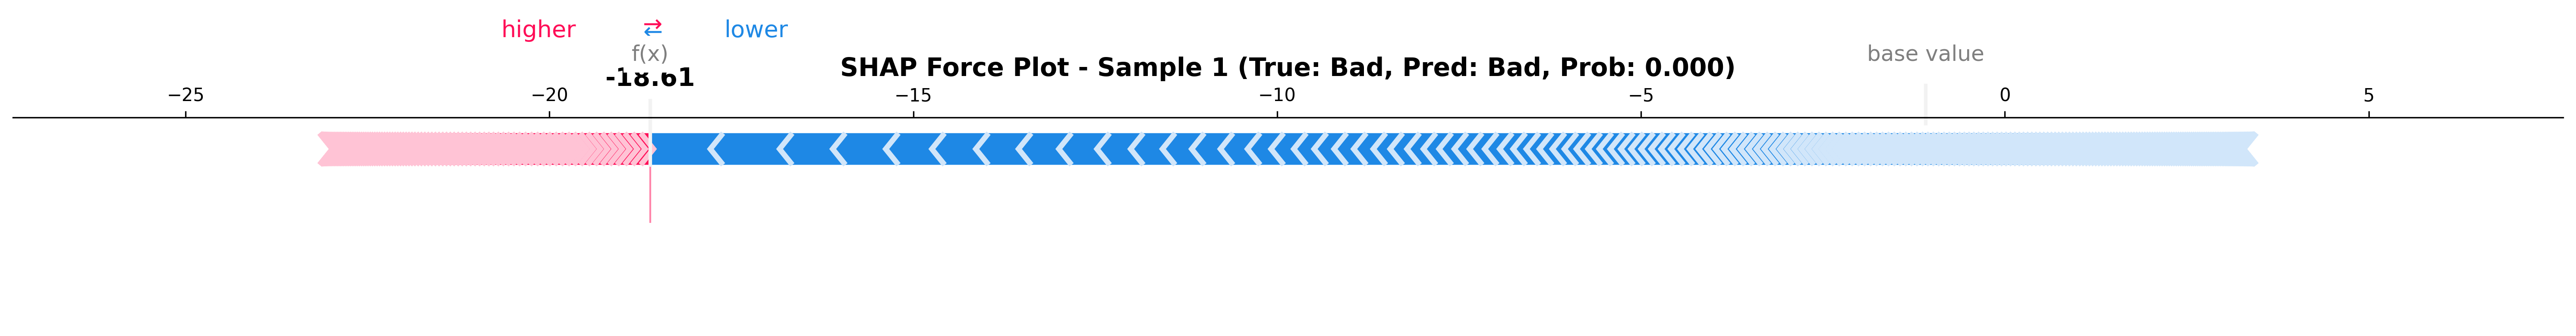 higher ⇄ lower
f(x)
base value
-18.61
SHAP Force Plot - Sample 1 (True: Bad, Pred: Bad, Prob: 0.000)
−25 −20 −15 −10 −5 0 5